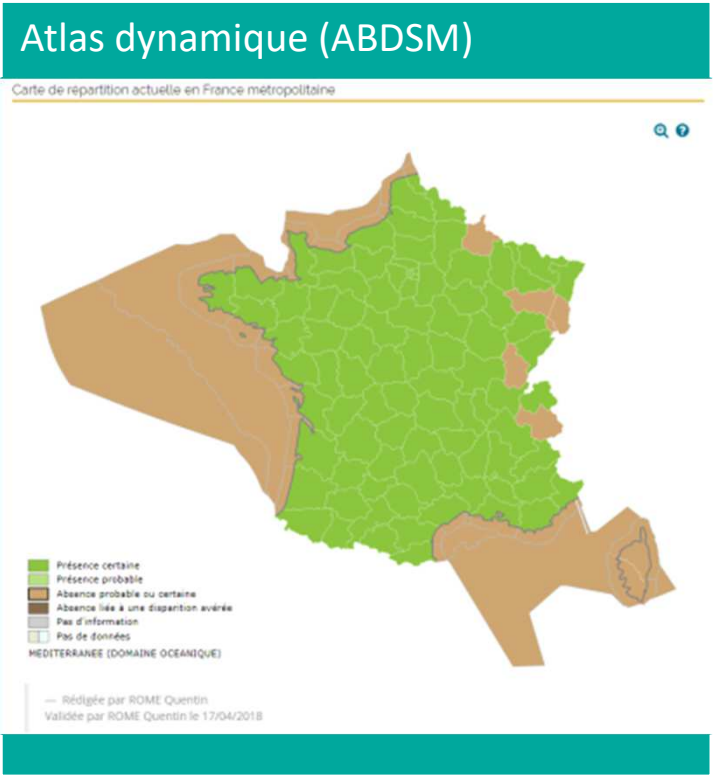 Atlas dynamique (ABDSM)
Carte de répartition actuelle en France métropolitaine
Présence certaine
Présence probable
Absence probable ou certaine
Absence liée à une disparition avérée
Pas d'information
Pas de données
MEDITERRANEE (DOMAINE OCEANIQUE)
— Rédigée par ROME Quentin
Validée par ROME Quentin le 17/04/2018